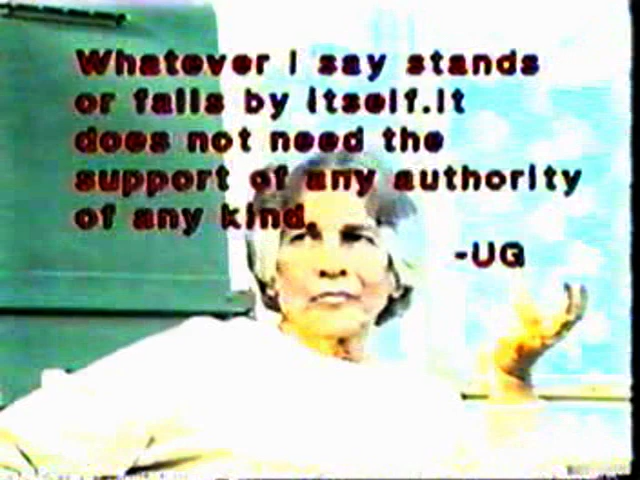 Whatever I say stands
or falls by itself.It
does not need the
support of any authority
of any kind.
-UG